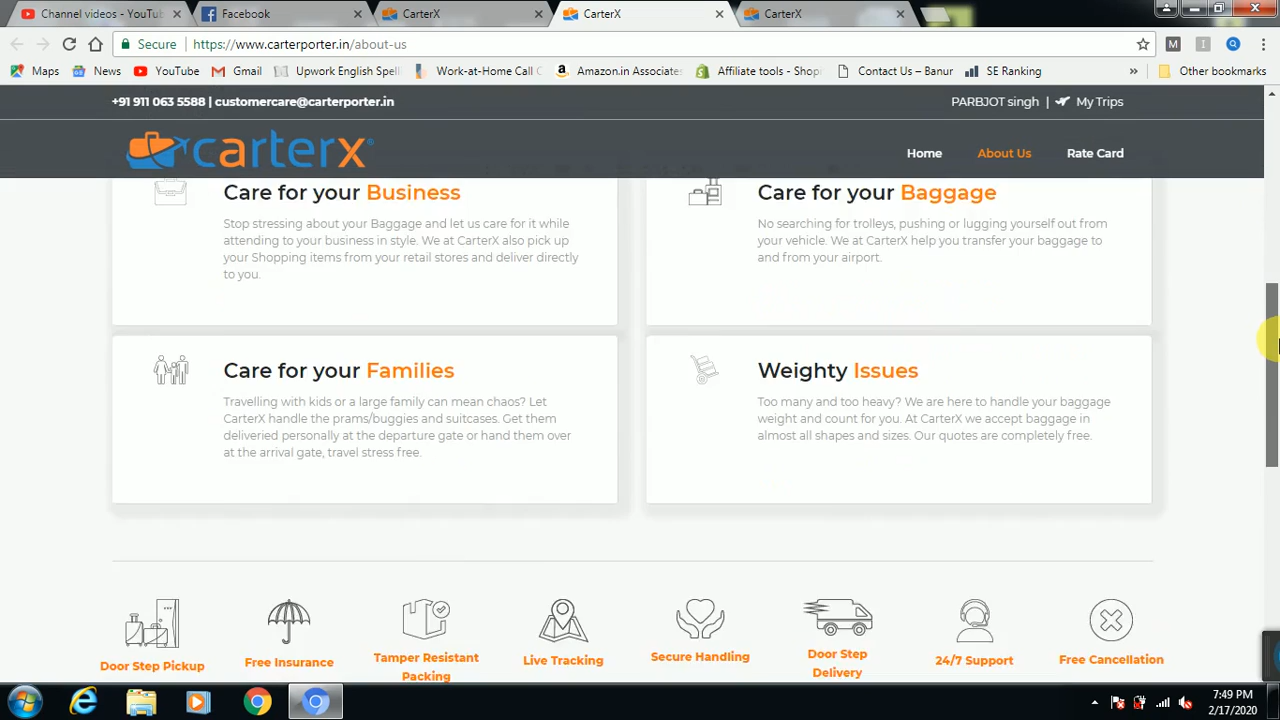 Channel videos - YouTu
Facebook
CarterX
CarterX
CarterX
Secure
https://www.carterporter.in/about-us
Maps
News
YouTube
Gmail
Upwork English Spell
Work-at-Home Call C
Amazon.in Associates
Affiliate tools - Shop
Contact Us – Banur
SE Ranking
»
Other bookmarks
+91 911 063 5588 | customercare@carterporter.in
PARBJOT singh | My Trips
carterx®
Home
About Us
Rate Card
Care for your Business
Stop stressing about your Baggage and let us care for it while
attending to your business in style. We at CarterX also pick up
your Shopping items from your retail stores and deliver directly
to you.
Care for your Baggage
No searching for trolleys, pushing or lugging yourself out from
your vehicle. We at CarterX help you transfer your baggage to
and from your airport.
Care for your Families
Travelling with kids or a large family can mean chaos? Let
CarterX handle the prams/buggies and suitcases. Get them
deliveried personally at the departure gate or hand them over
at the arrival gate, travel stress free.
Weighty Issues
Too many and too heavy? We are here to handle your baggage
weight and count for you. At CarterX we accept baggage in
almost all shapes and sizes. Our quotes are completely free.
Door Step Pickup
Free Insurance
Tamper Resistant
Packing
Live Tracking
Secure Handling
Door Step
Delivery
24/7 Support
Free Cancellation
7:49 PM
2/17/2020